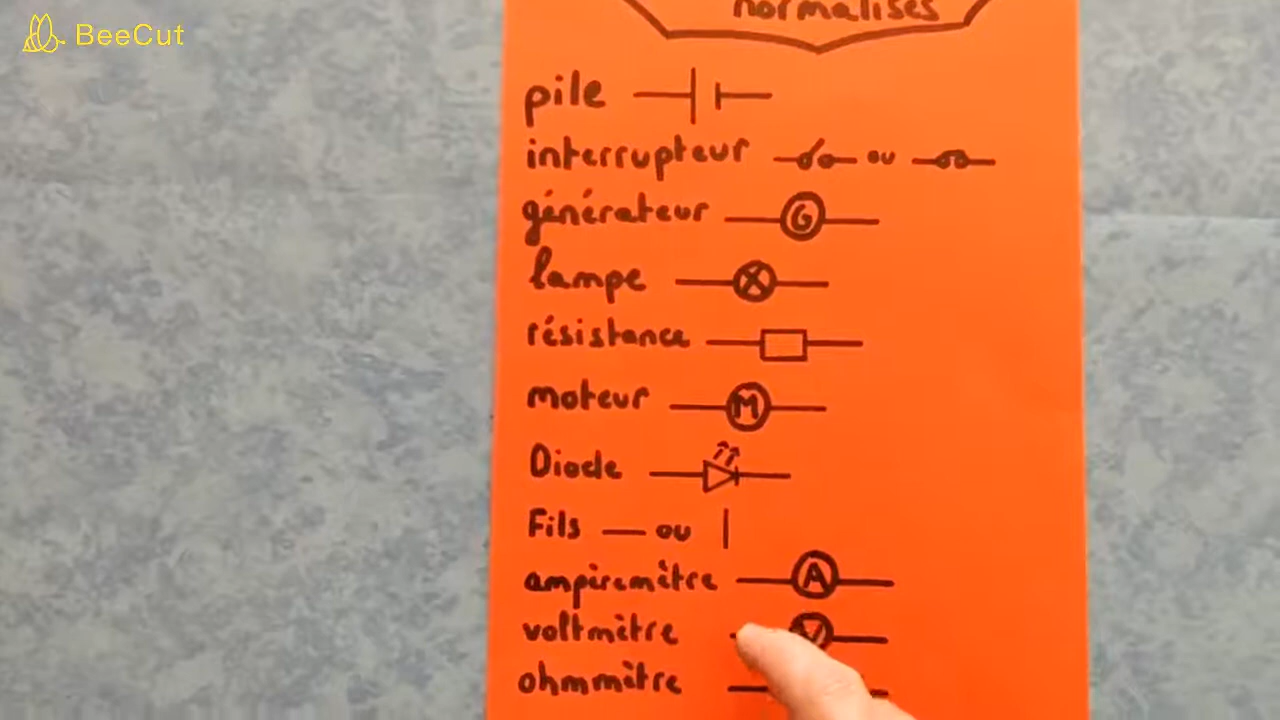 BeeCut
normalisés
pile
interrupteur ou
générateur G
lampe
résistance
moteur M
Diode
Fils ou
ampèremètre A
voltmètre V
ohmmètre